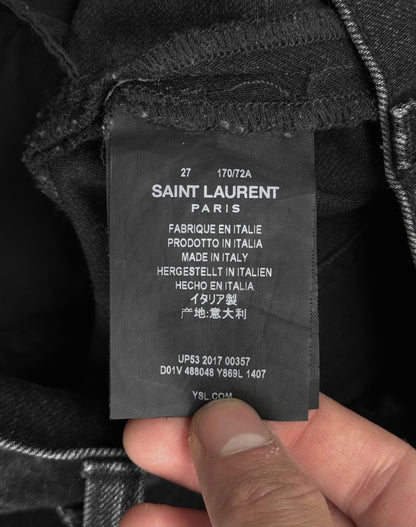 27 170/72A
SAINT LAURENT
PARIS
FABRIQUE EN ITALIE
PRODOTTO IN ITALIA
MADE IN ITALY
HERGESTELLT IN ITALIEN
HECHO EN ITALIA
イタリア製
产地:意大利
UP53 2017 00357
D01V 488048 Y869L 1407
YSL.COM